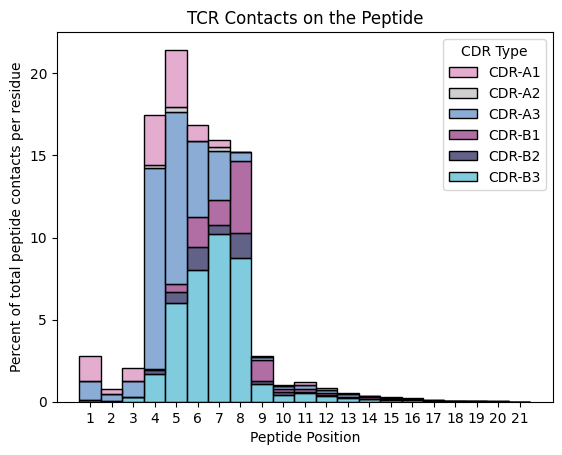 TCR Contacts on the Peptide
Percent of total peptide contacts per residue
20
15
10
5
0
CDR Type
CDR-A1
CDR-A2
CDR-A3
CDR-B1
CDR-B2
CDR-B3
1 2 3 4 5 6 7 8 9 10 11 12 13 14 15 16 17 18 19 20 21
Peptide Position